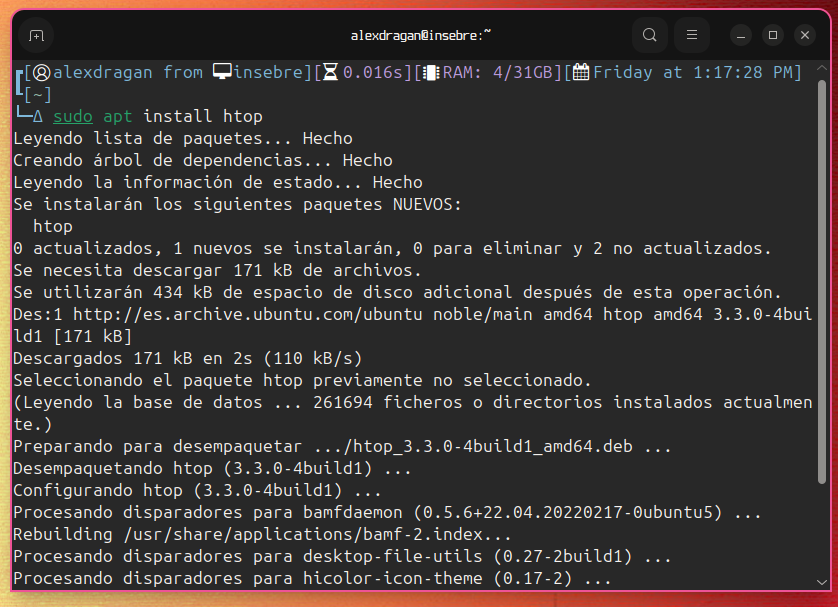 alexdragan@insebre:~
[alexdragan from insebre][0.016s][RAM: 4/31GB][Friday at 1:17:28 PM]
[~]
Δ sudo apt install htop
Leyendo lista de paquetes... Hecho
Creando árbol de dependencias... Hecho
Leyendo la información de estado... Hecho
Se instalarán los siguientes paquetes NUEVOS:
  htop
0 actualizados, 1 nuevos se instalarán, 0 para eliminar y 2 no actualizados.
Se necesita descargar 171 kB de archivos.
Se utilizarán 434 kB de espacio de disco adicional después de esta operación.
Des:1 http://es.archive.ubuntu.com/ubuntu noble/main amd64 htop amd64 3.3.0-4bui
ld1 [171 kB]
Descargados 171 kB en 2s (110 kB/s)
Seleccionando el paquete htop previamente no seleccionado.
(Leyendo la base de datos ... 261694 ficheros o directorios instalados actualmen
te.)
Preparando para desempaquetar .../htop_3.3.0-4build1_amd64.deb ...
Desempaquetando htop (3.3.0-4build1) ...
Configurando htop (3.3.0-4build1) ...
Procesando disparadores para bamfdaemon (0.5.6+22.04.20220217-0ubuntu5) ...
Rebuilding /usr/share/applications/bamf-2.index...
Procesando disparadores para desktop-file-utils (0.27-2build1) ...
Procesando disparadores para hicolor-icon-theme (0.17-2) ...